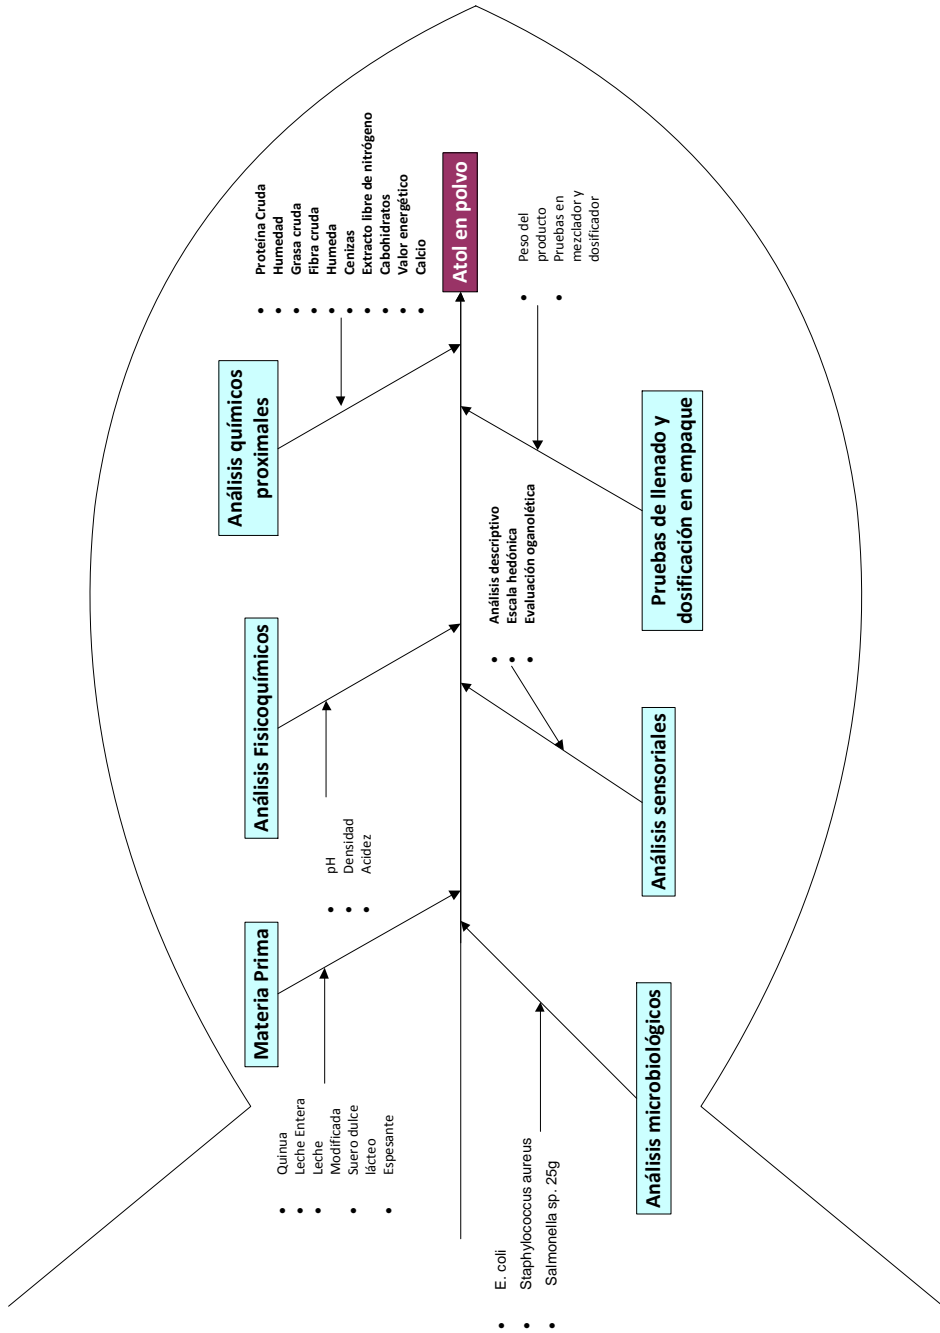 Materia Prima
Quinua
Leche Entera
Leche
Modificada
Suero dulce
lácteo
Espesante
Análisis Fisicoquímicos
pH
Densidad
Acidez
Análisis químicos
proximales
Proteína Cruda
Humedad
Grasa cruda
Fibra cruda
Humeda
Cenizas
Extracto libre de nitrógeno
Cabohidratos
Valor energético
Calcio
Atol en polvo
Análisis microbiológicos
E. coli
Staphylococcus aureus
Salmonella sp. 25g
Análisis sensoriales
Análisis descriptivo
Escala hedónica
Evaluación oganolética
Pruebas de llenado y
dosificación en empaque
Peso del
producto
Pruebas en
mezclador y
dosificador